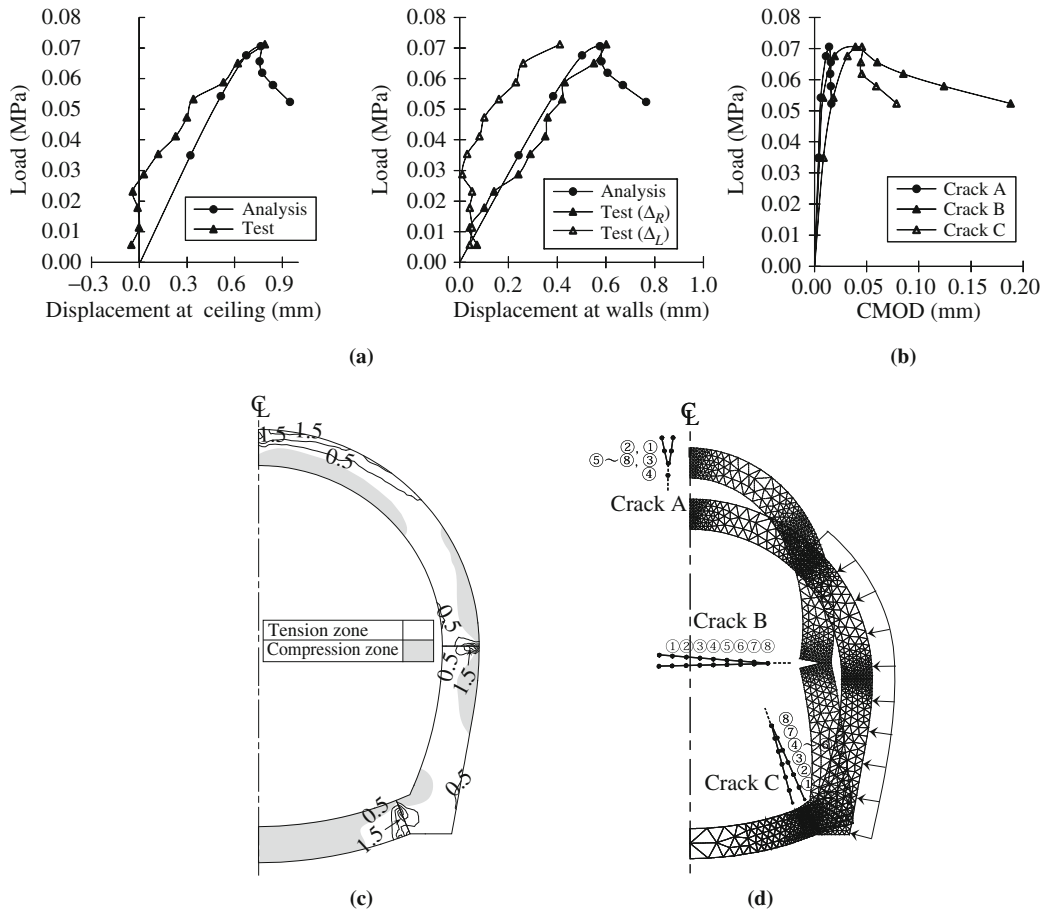 0.08
0.07
0.06
0.05
0.04
0.03
0.02
0.01
0.00
Load (MPa)
−0.3 0.0 0.3 0.6 0.9
Displacement at ceiling (mm)
Analysis
Test
0.08
0.07
0.06
0.05
0.04
0.03
0.02
0.01
0.00
Load (MPa)
0.0 0.2 0.4 0.6 0.8 1.0
Displacement at walls (mm)
Analysis
Test (Δ_R)
Test (Δ_L)
(a)
0.08
0.07
0.06
0.05
0.04
0.03
0.02
0.01
0.00
Load (MPa)
0.00 0.05 0.10 0.15 0.20
CMOD (mm)
Crack A
Crack B
Crack C
(b)
℄
1.5 1.5
0.5
Tension zone
Compression zone
0.5
0.5
1.5
0.5
0.5
1.5
(c)
℄
②, ①
⑤~⑧, ③
④
Crack A
Crack B
①②③④⑤⑥⑦⑧
⑧
⑦
④~
③
②
①
Crack C
(d)